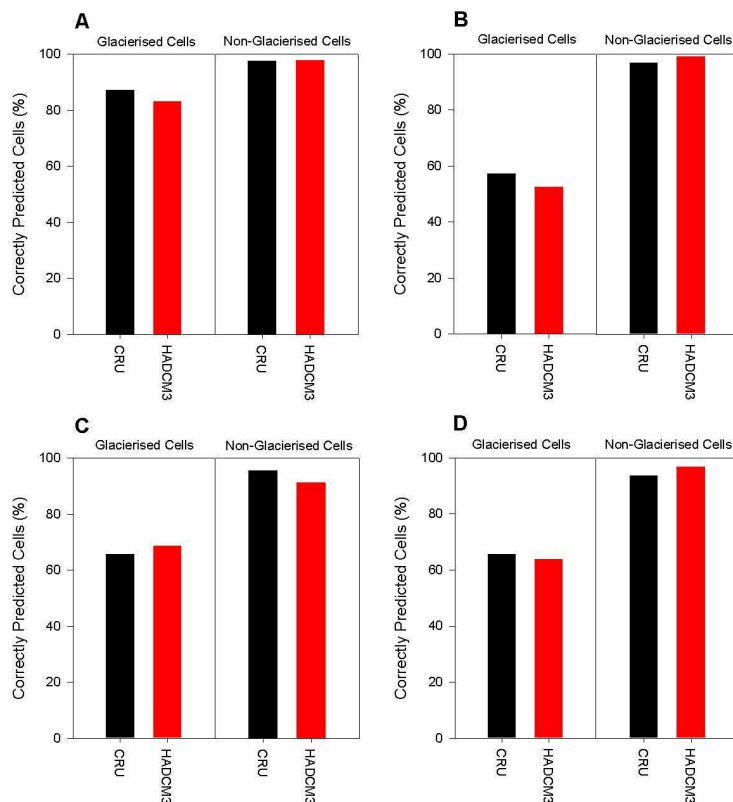 A
Glacierised Cells Non-Glacierised Cells
Correctly Predicted Cells (%)
100
80
60
40
20
0
CRU
HADCM3
CRU
HADCM3
B
Glacierised Cells Non-Glacierised Cells
Correctly Predicted Cells (%)
100
80
60
40
20
0
CRU
HADCM3
CRU
HADCM3
C
Glacierised Cells Non-Glacierised Cells
Correctly Predicted Cells (%)
100
80
60
40
20
0
CRU
HADCM3
CRU
HADCM3
D
Glacierised Cells Non-Glacierised Cells
Correctly Predicted Cells (%)
100
80
60
40
20
0
CRU
HADCM3
CRU
HADCM3